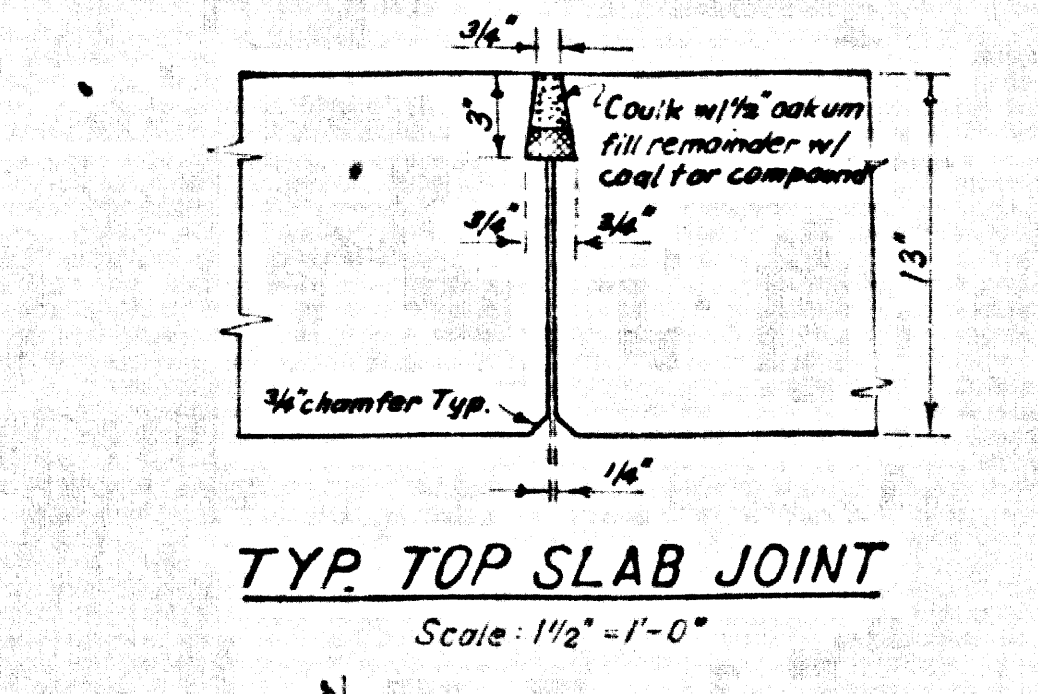 3/4"
3"
Caulk w/ 1/2" oakum
fill remainder w/
coal tar compound
3/4"
3/4"
13"
3/4" chamfer Typ.
1/4"
TYP. TOP SLAB JOINT
Scale: 1 1/2" = 1'-0"